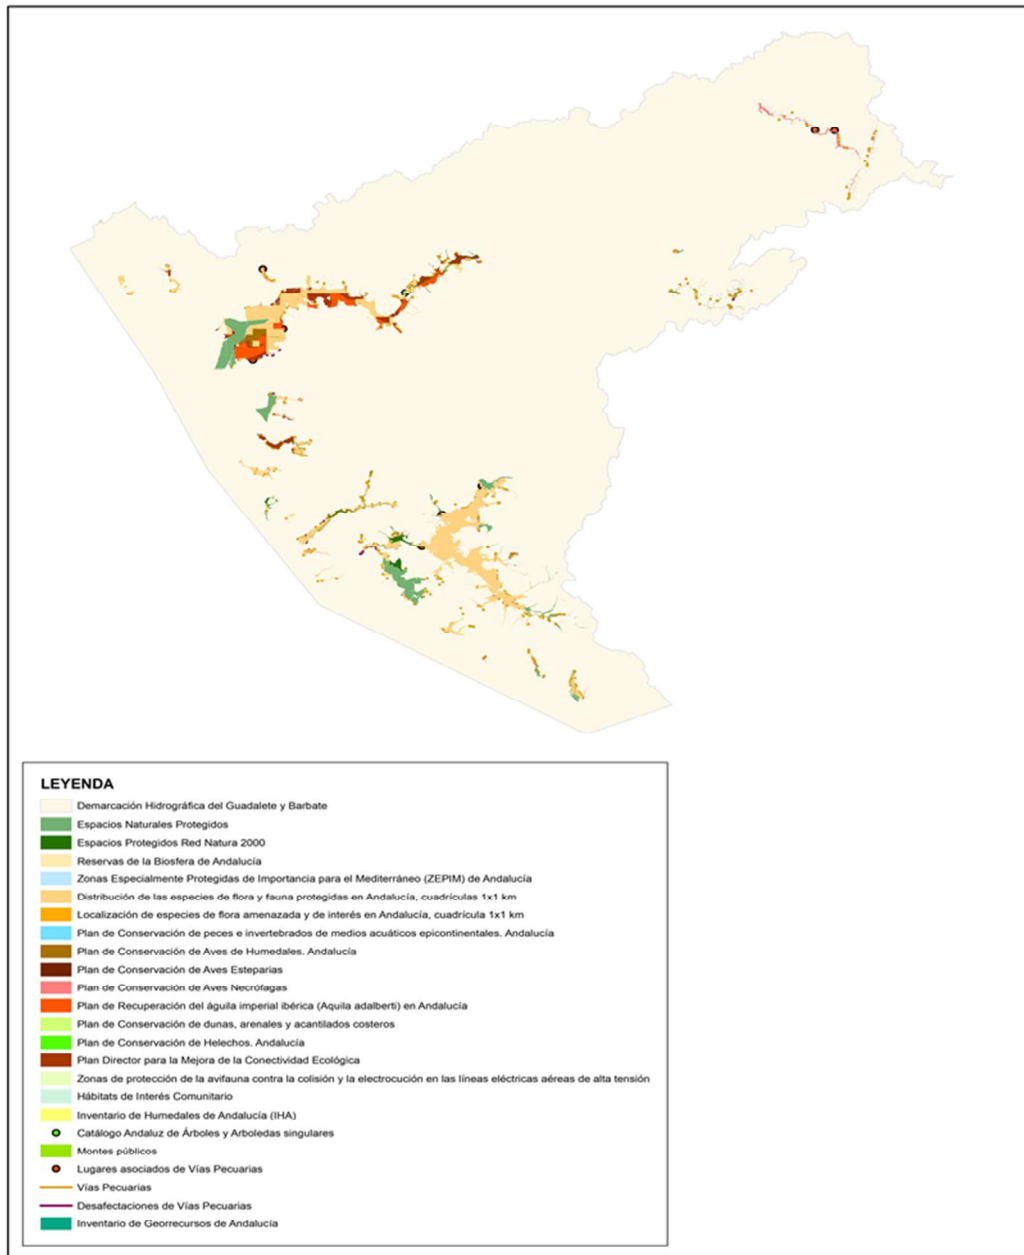 LEYENDA
Demarcación Hidrográfica del Guadalete y Barbate
Espacios Naturales Protegidos
Espacios Protegidos Red Natura 2000
Reservas de la Biosfera de Andalucía
Zonas Especialmente Protegidas de Importancia para el Mediterráneo (ZEPIM) de Andalucía
Distribución de las especies de flora y fauna protegidas en Andalucía, cuadrículas 1x1 km
Localización de especies de flora amenazada y de interés en Andalucía, cuadrícula 1x1 km
Plan de Conservación de peces e invertebrados de medios acuáticos epicontinentales. Andalucía
Plan de Conservación de Aves de Humedales. Andalucía
Plan de Conservación de Aves Esteparias
Plan de Conservación de Aves Necrófagas
Plan de Recuperación del águila imperial ibérica (Aquila adalberti) en Andalucía
Plan de Conservación de dunas, arenales y acantilados costeros
Plan de Conservación de Helechos. Andalucía
Plan Director para la Mejora de la Conectividad Ecológica
Zonas de protección de la avifauna contra la colisión y la electrocución en las líneas eléctricas aéreas de alta tensión
Hábitats de Interés Comunitario
Inventario de Humedales de Andalucía (IHA)
Catálogo Andaluz de Árboles y Arboledas singulares
Montes públicos
Lugares asociados de Vías Pecuarias
Vías Pecuarias
Desafectaciones de Vías Pecuarias
Inventario de Georrecursos de Andalucía